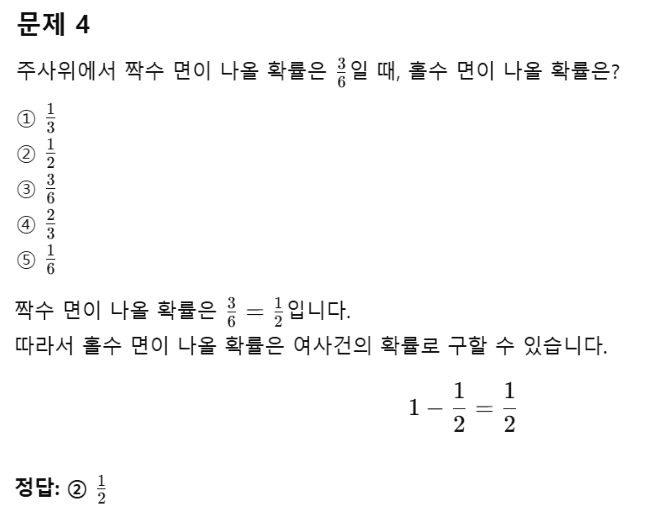 문제 4
주사위에서 짝수 면이 나올 확률은 3/6일 때, 홀수 면이 나올 확률은?
① 1/3
② 1/2
③ 3/6
④ 2/3
⑤ 1/6
짝수 면이 나올 확률은 3/6 = 1/2입니다.
따라서 홀수 면이 나올 확률은 여사건의 확률로 구할 수 있습니다.
1 − 1/2 = 1/2
정답: ② 1/2